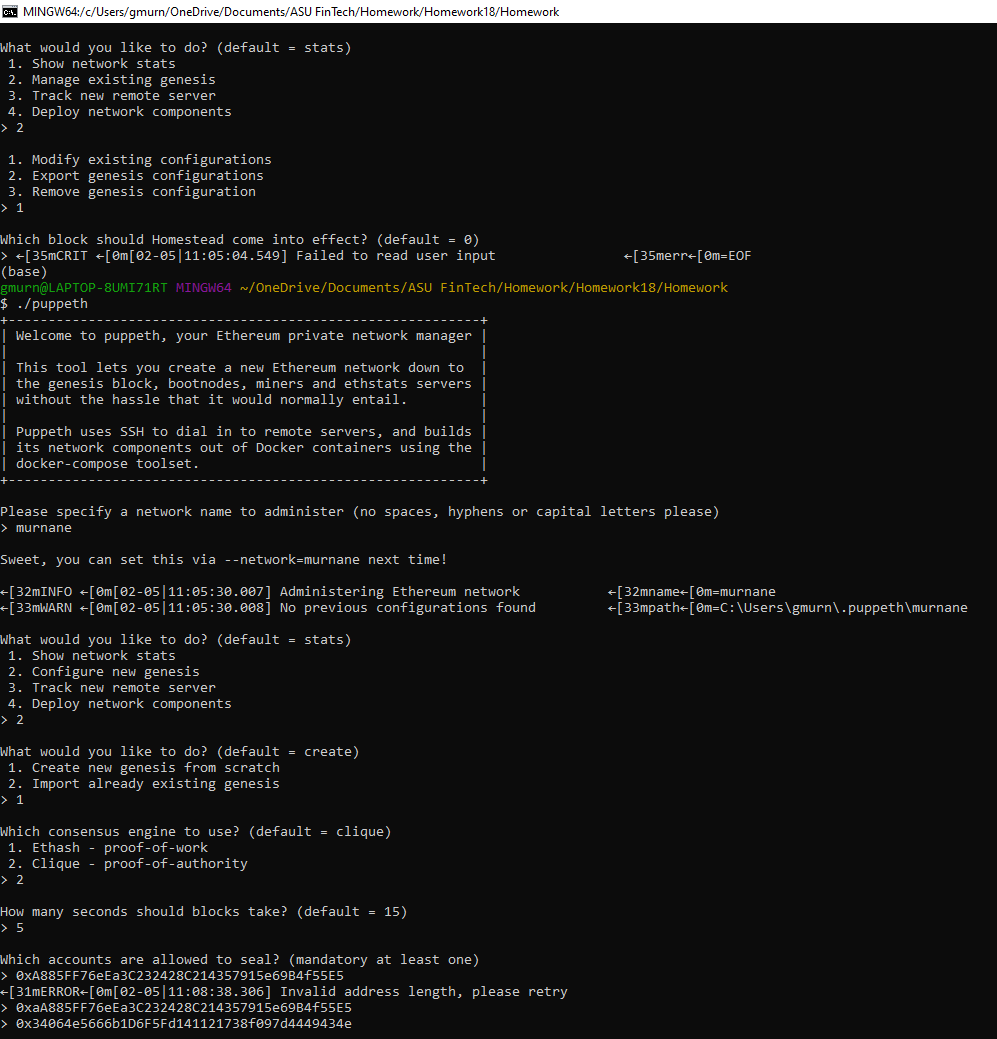 MINGW64:/c/Users/gmurn/OneDrive/Documents/ASU FinTech/Homework/Homework18/Homework
What would you like to do? (default = stats)
1. Show network stats
2. Manage existing genesis
3. Track new remote server
4. Deploy network components
> 2
1. Modify existing configurations
2. Export genesis configurations
3. Remove genesis configuration
> 1
Which block should Homestead come into effect? (default = 0)
> ←[35mCRIT ←[0m[02-05|11:05:04.549] Failed to read user input ←[35merr←[0m=EOF
(base)
gmurn@LAPTOP-8UMI71RT MINGW64 ~/OneDrive/Documents/ASU FinTech/Homework/Homework18/Homework
$ ./puppeth
+-----------------------------------------------------------+
| Welcome to puppeth, your Ethereum private network manager |
| |
| This tool lets you create a new Ethereum network down to |
| the genesis block, bootnodes, miners and ethstats servers |
| without the hassle that it would normally entail. |
| |
| Puppeth uses SSH to dial in to remote servers, and builds |
| its network components out of Docker containers using the |
| docker-compose toolset. |
+-----------------------------------------------------------+
Please specify a network name to administer (no spaces, hyphens or capital letters please)
> murnane
Sweet, you can set this via --network=murnane next time!
←[32mINFO ←[0m[02-05|11:05:30.007] Administering Ethereum network ←[32mname←[0m=murnane
←[33mWARN ←[0m[02-05|11:05:30.008] No previous configurations found ←[33mpath←[0m=C:\Users\gmurn\.puppeth\murnane
What would you like to do? (default = stats)
1. Show network stats
2. Configure new genesis
3. Track new remote server
4. Deploy network components
> 2
What would you like to do? (default = create)
1. Create new genesis from scratch
2. Import already existing genesis
> 1
Which consensus engine to use? (default = clique)
1. Ethash - proof-of-work
2. Clique - proof-of-authority
> 2
How many seconds should blocks take? (default = 15)
> 5
Which accounts are allowed to seal? (mandatory at least one)
> 0xA885FF76eEa3C232428C214357915e69B4f55E5
←[31mERROR←[0m[02-05|11:08:38.306] Invalid address length, please retry
> 0xaA885FF76eEa3C232428C214357915e69B4f55E5
> 0x34064e5666b1D6F5Fd141121738f097d4449434e